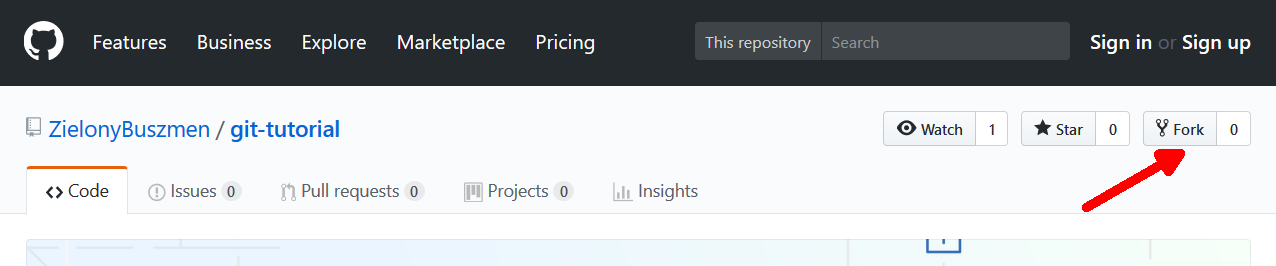 Features Business Explore Marketplace Pricing This repository Search Sign in or Sign up
ZielonyBuszmen / git-tutorial Watch 1 Star 0 Fork 0
Code Issues 0 Pull requests 0 Projects 0 Insights